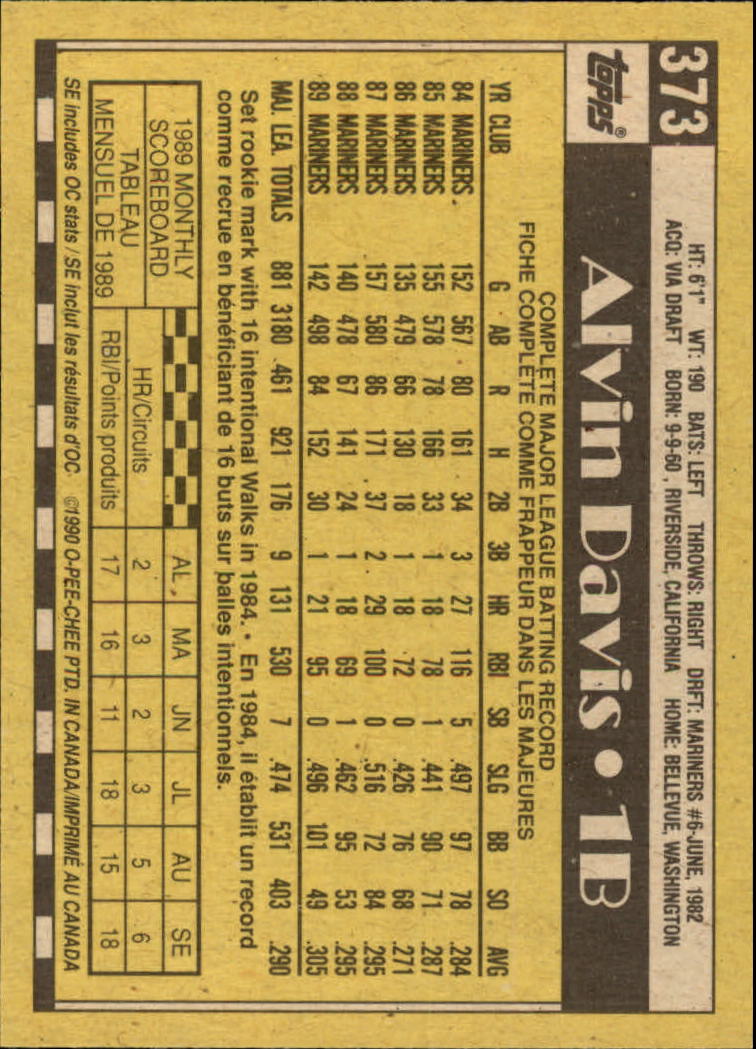 373
HT: 6'1" WT: 190 BATS: LEFT THROWS: RIGHT DRFT: MARINERS #6-JUNE, 1982
ACQ: VIA DRAFT BORN: 9-9-60, RIVERSIDE, CALIFORNIA HOME: BELLEVUE, WASHINGTON
topps®
Alvin Davis • 1B
COMPLETE MAJOR LEAGUE BATTING RECORD
FICHE COMPLÈTE COMME FRAPPEUR DANS LES MAJEURES
YR CLUB G AB R H 2B 3B HR RBI SB SLG BB SO AVG
84 MARINERS 152 567 80 161 34 3 27 116 5 .497 97 78 .284
85 MARINERS 155 578 78 166 33 1 18 78 1 .441 90 71 .287
86 MARINERS 135 479 66 130 18 1 18 72 0 .426 76 68 .271
87 MARINERS 157 580 86 171 37 2 29 100 0 .516 72 84 .295
88 MARINERS 140 478 67 141 24 1 18 69 1 .462 95 53 .295
89 MARINERS 142 498 84 152 30 1 21 95 0 .496 101 49 .305
MAJ. LEA. TOTALS 881 3180 461 921 176 9 131 530 7 .474 531 403 .290
Set rookie mark with 16 intentional Walks in 1984. • En 1984, il établit un record
comme recrue en bénéficiant de 16 buts sur balles intentionnels.
1989 MONTHLY SCOREBOARD
TABLEAU MENSUEL DE 1989
AL MA JN JL AU SE
HR/Circuits 2 3 2 3 5 6
RBI/Points produits 17 16 11 18 15 18
SE includes OC stats / SE inclut les résultats d'OC. ©1990 O-PEE-CHEE PTD. IN CANADA/IMPRIMÉ AU CANADA